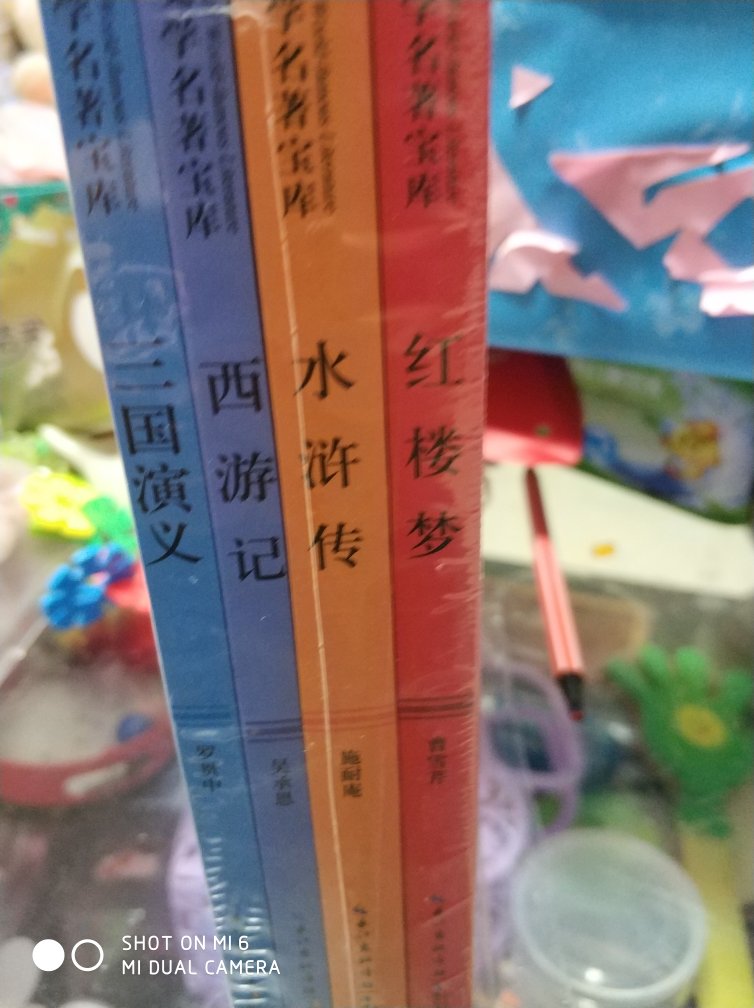 学名著宝库
三国演义
罗贯中
学名著宝库
西游记
吴承恩
学名著宝库
水浒传
施耐庵
学名著宝库
红楼梦
曹雪芹
SHOT ON MI 6
MI DUAL CAMERA